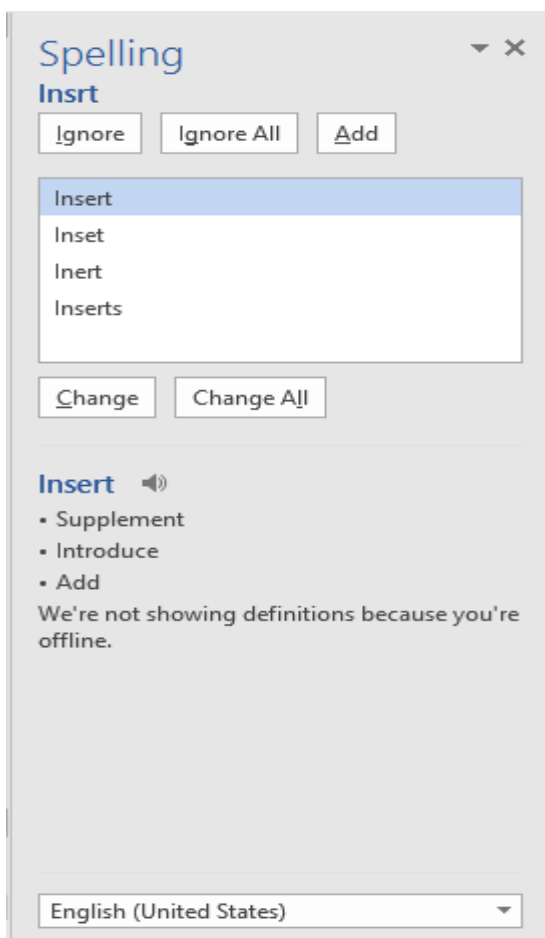 Spelling
Insrt
Ignore Ignore All Add
Insert
Inset
Inert
Inserts
Change Change All
Insert
• Supplement
• Introduce
• Add
We're not showing definitions because you're
offline.
English (United States)